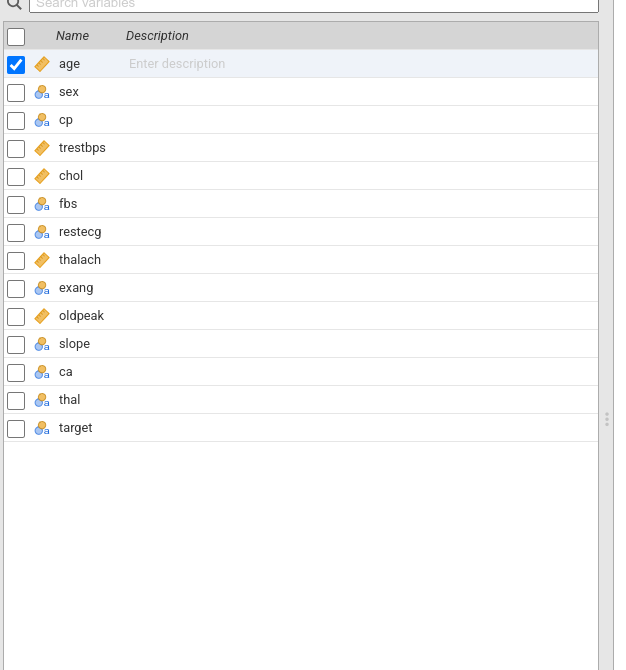 Search variables
Name Description
age Enter description
sex
cp
trestbps
chol
fbs
restecg
thalach
exang
oldpeak
slope
ca
thal
target